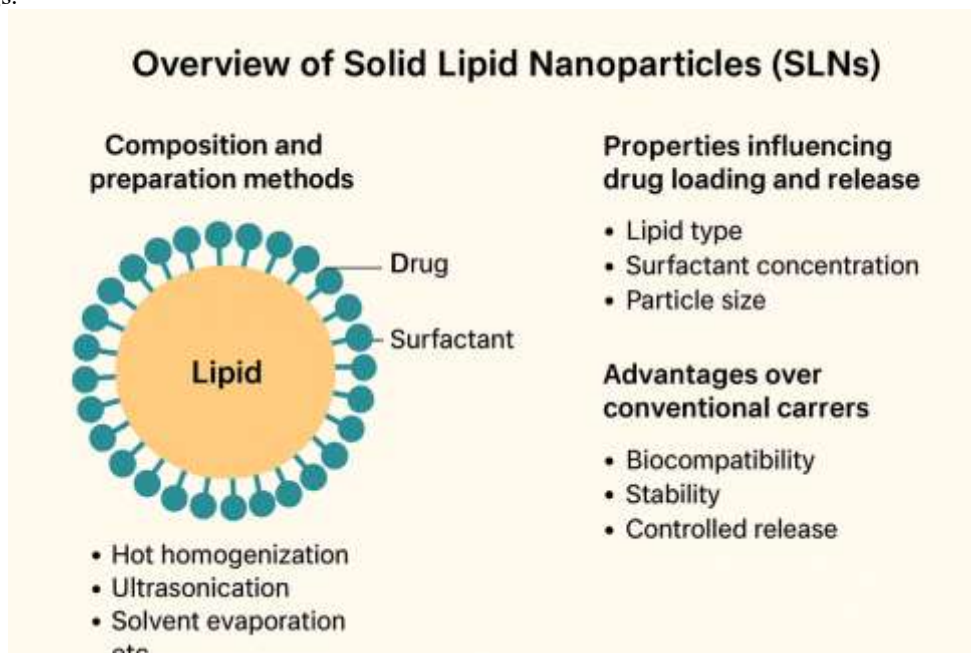 s.
Overview of Solid Lipid Nanoparticles (SLNs)
Composition and
preparation methods
Drug
Surfactant
Lipid
• Hot homogenization
• Ultrasonication
• Solvent evaporation
etc
Properties influencing
drug loading and release
• Lipid type
• Surfactant concentration
• Particle size
Advantages over
conventional carrers
• Biocompatibility
• Stability
• Controlled release